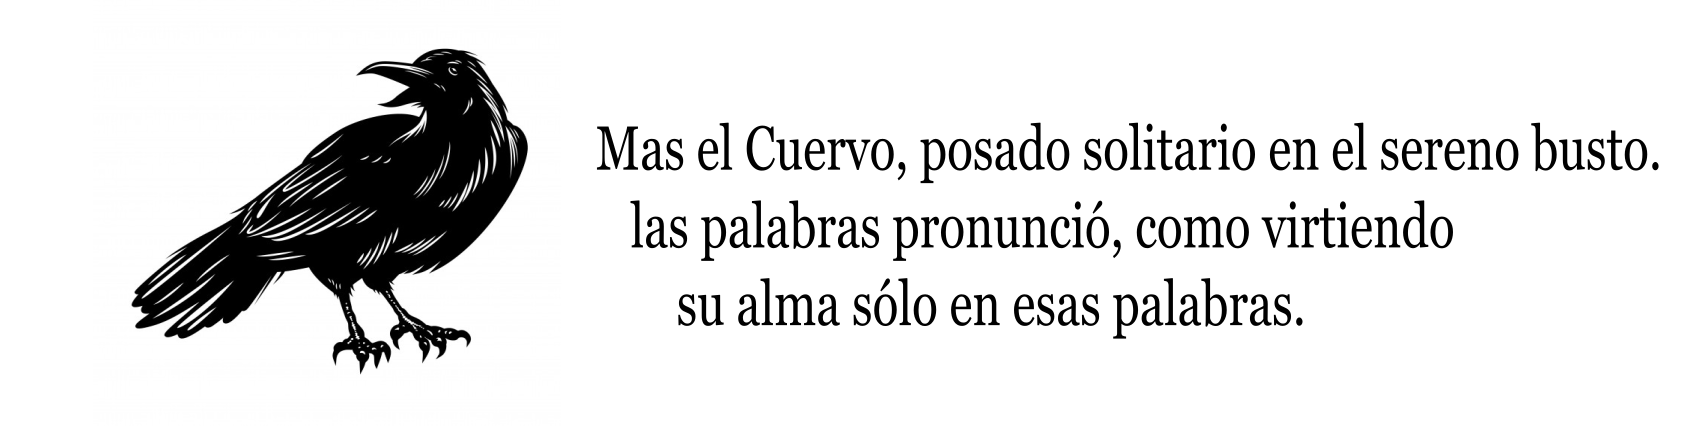 Mas el Cuervo, posado solitario en el sereno busto.
las palabras pronunció, como virtiendo
su alma sólo en esas palabras.